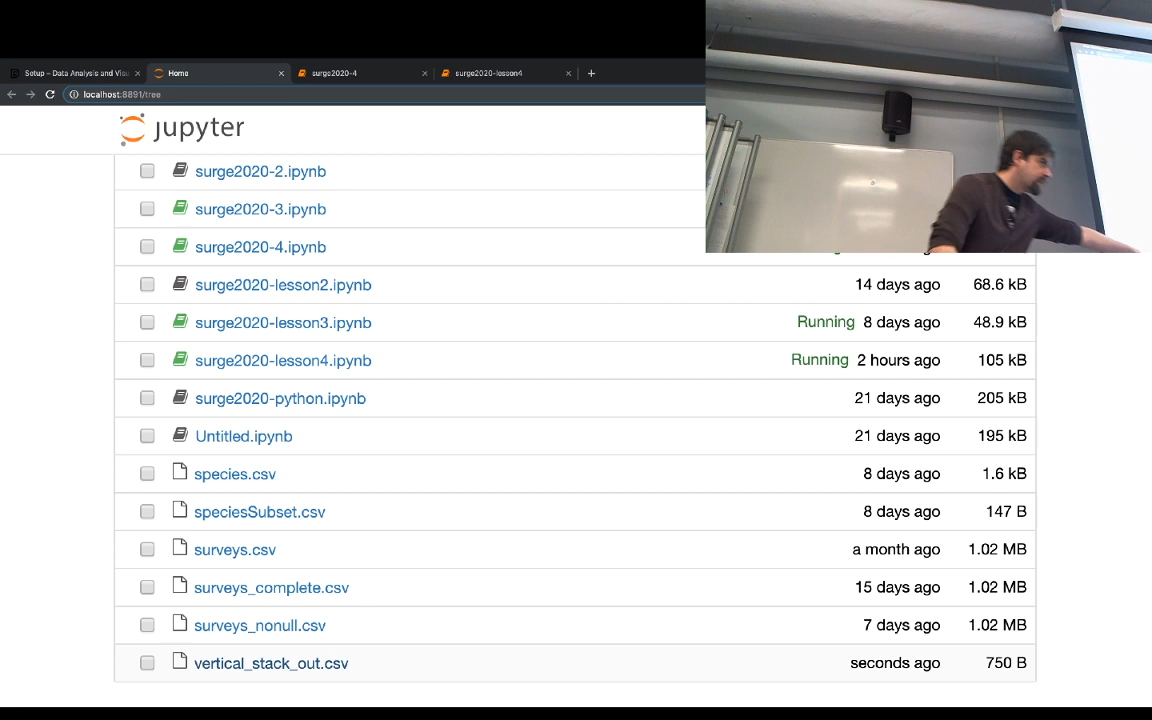 Setup – Data Analysis and Visu
Home
surge2020-4
surge2020-lesson4
localhost:8891/tree
jupyter
surge2020-2.ipynb
surge2020-3.ipynb
surge2020-4.ipynb
surge2020-lesson2.ipynb 14 days ago 68.6 kB
surge2020-lesson3.ipynb Running 8 days ago 48.9 kB
surge2020-lesson4.ipynb Running 2 hours ago 105 kB
surge2020-python.ipynb 21 days ago 205 kB
Untitled.ipynb 21 days ago 195 kB
species.csv 8 days ago 1.6 kB
speciesSubset.csv 8 days ago 147 B
surveys.csv a month ago 1.02 MB
surveys_complete.csv 15 days ago 1.02 MB
surveys_nonull.csv 7 days ago 1.02 MB
vertical_stack_out.csv seconds ago 750 B